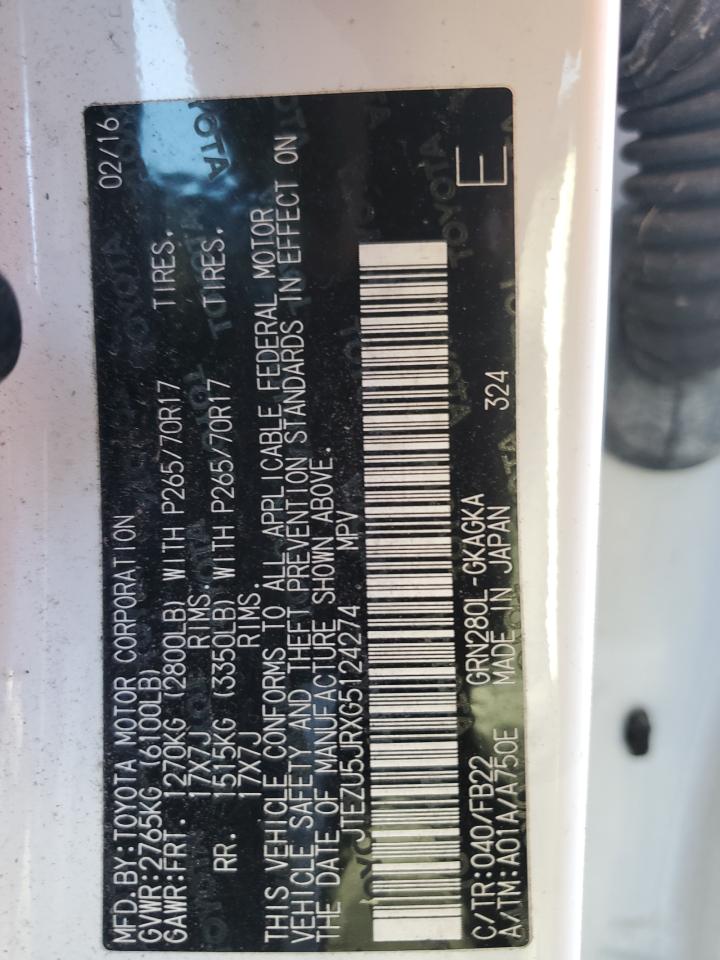 MFD.BY:TOYOTA MOTOR CORPORATION 02/16
GVWR:2765KG (6100LB)
GAWR:FRT. 1270KG (2800LB) WITH P265/70R17 TIRES.
17X7J RIMS.
RR. 1515KG (3350LB) WITH P265/70R17 TIRES.
17X7J RIMS.
THIS VEHICLE CONFORMS TO ALL APPLICABLE FEDERAL MOTOR
VEHICLE SAFETY AND THEFT PREVENTION STANDARDS IN EFFECT ON
THE DATE OF MANUFACTURE SHOWN ABOVE.
JTEZU5JRXG5124274 MPV
C/TR:040/FB22 GRN280L-GKAGKA 324 E
A/TM:A01A/A750E MADE IN JAPAN